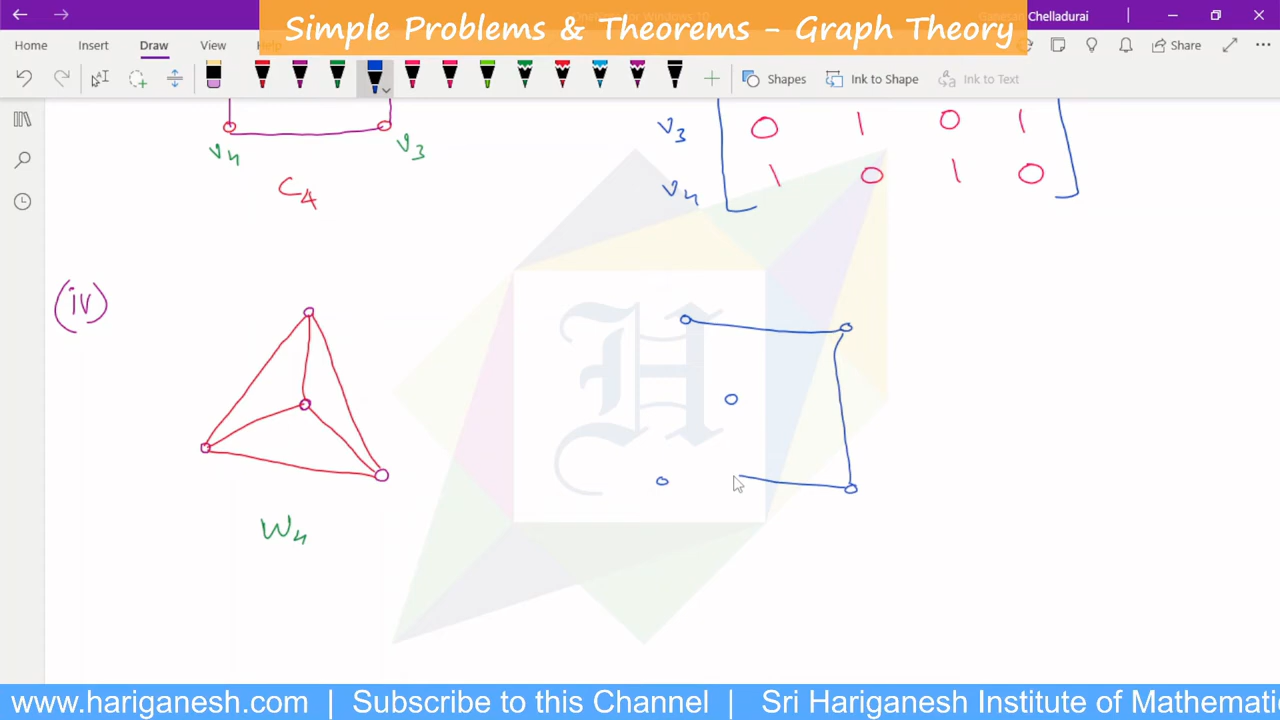 Simple Problems & Theorems - Graph Theory
Chelladurai
Home Insert Draw View
Share
Shapes Ink to Shape Ink to Text
v4 v3
C4
v3 0 1 0 1
v4 1 0 1 0
(iv)
H
W4
www.hariganesh.com | Subscribe to this Channel | Sri Hariganesh Institute of Mathemati